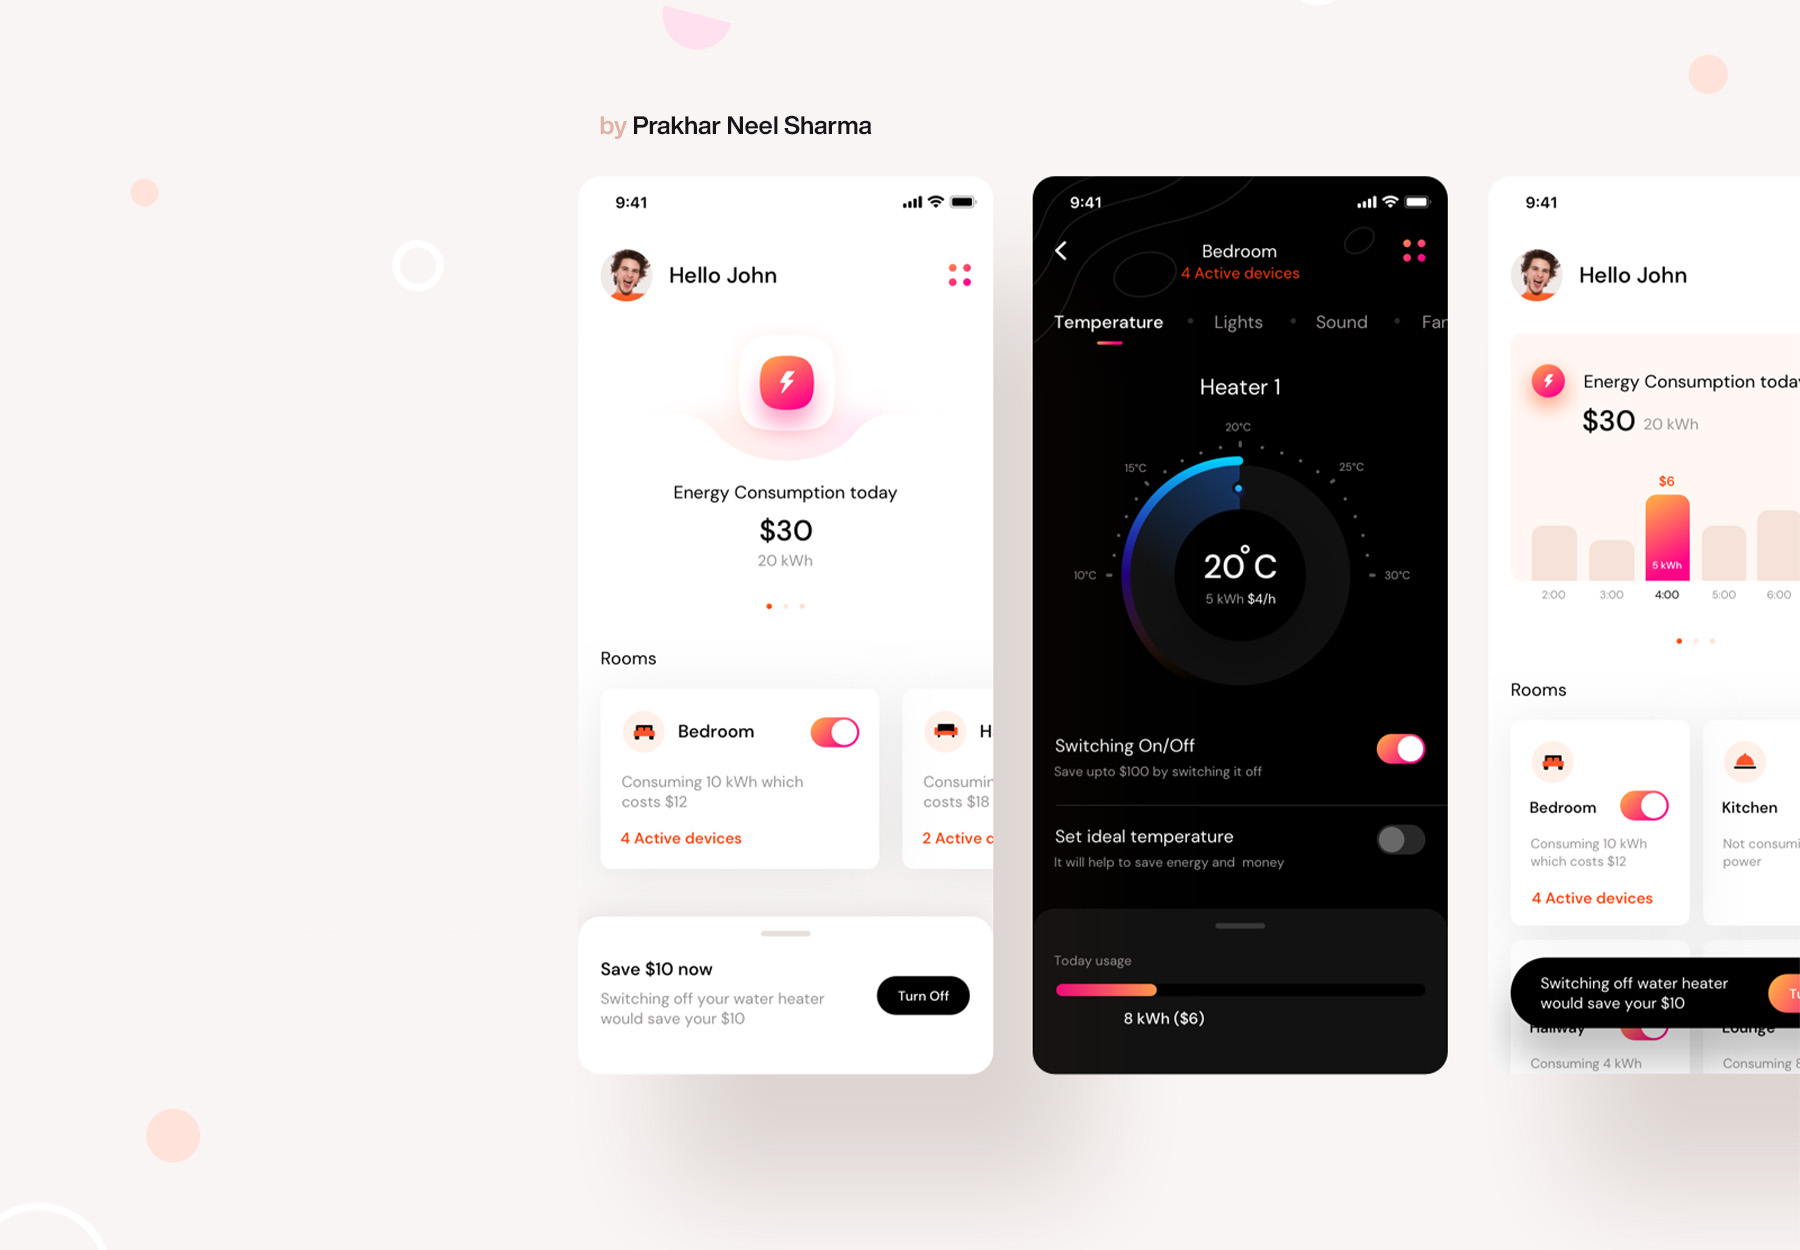 by Prakhar Neel Sharma
9:41
Hello John
Energy Consumption today
$30
20 kWh
Rooms
Bedroom
Consuming 10 kWh which
costs $12
4 Active devices
costs $18
2 Active
Save $10 now
Switching off your water heater
would save your $10
Turn Off
9:41
Bedroom
4 Active devices
Temperature
Lights
Sound
Heater 1
20°C
15°C
25°C
10°C
30°C
20°C
5 kWh $4/h
Switching On/Off
Save upto $100 by switching it off
Set ideal temperature
It will help to save energy and money
Today usage
8 kWh ($6)
9:41
Hello John
Energy Consumption today
$30 20 kWh
$6
5 kWh
2:00
3:00
4:00
5:00
6:00
Rooms
Bedroom
Consuming 10 kWh
which costs $12
4 Active devices
Kitchen
Not
power
Switching off water heater
would save your $10
Hallway
Lounge
Consuming 4 kWh
Consuming